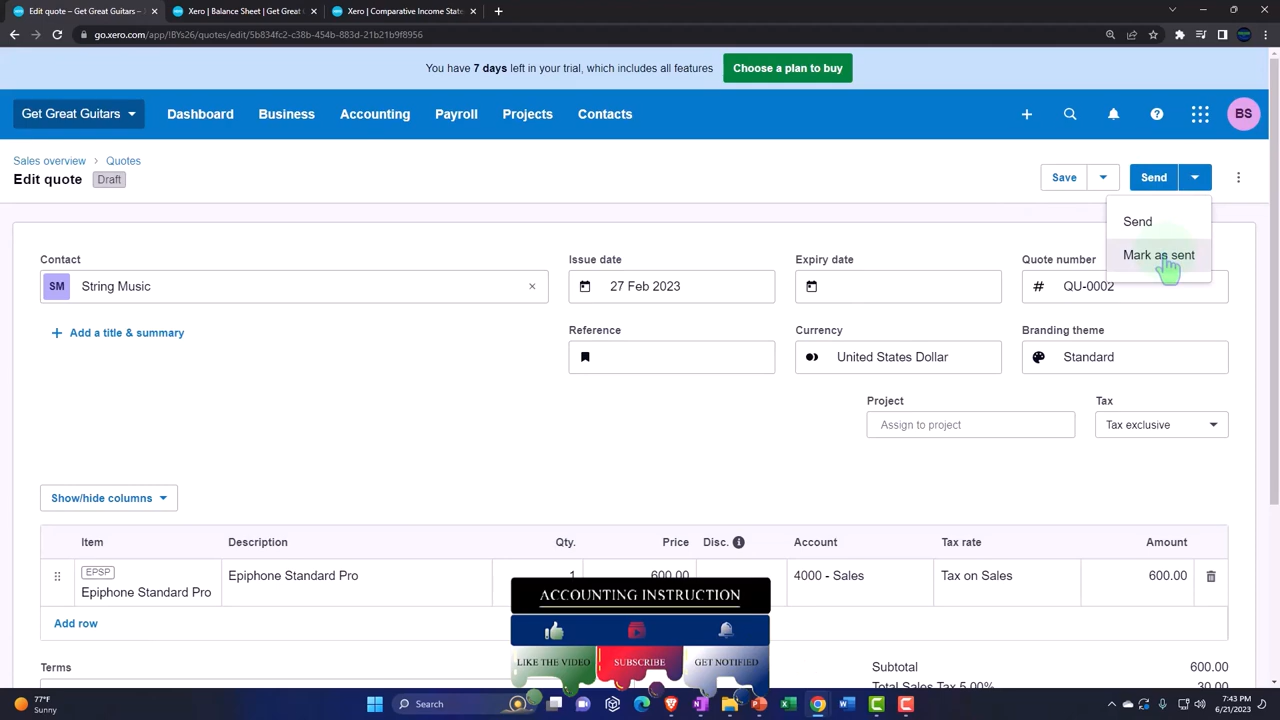 Edit quote – Get Great Guitars –
Xero | Balance Sheet | Get Great G
Xero | Comparative Income State
go.xero.com/app/!BYs26/quotes/edit/5b834fc2-c38b-454b-883d-21b21b9f8956
You have 7 days left in your trial, which includes all features
Choose a plan to buy
Get Great Guitars
Dashboard
Business
Accounting
Payroll
Projects
Contacts
BS
Sales overview > Quotes
Edit quote
Draft
Save
Send
Send
Mark as sent
Contact
Issue date
Expiry date
Quote number
SM
String Music
27 Feb 2023
QU-0002
Add a title & summary
Reference
Currency
Branding theme
United States Dollar
Standard
Project
Tax
Assign to project
Tax exclusive
Show/hide columns
Item
Description
Qty.
Price
Disc.
Account
Tax rate
Amount
EPSP
Epiphone Standard Pro
Epiphone Standard Pro
1
600.00
4000 - Sales
Tax on Sales
600.00
Add row
ACCOUNTING INSTRUCTION
LIKE THE VIDEO
SUBSCRIBE
GET NOTIFIED
Terms
Subtotal
600.00
Total Sales Tax 5.00%
30.00
77°F
Sunny
Search
7:43 PM
6/21/2023